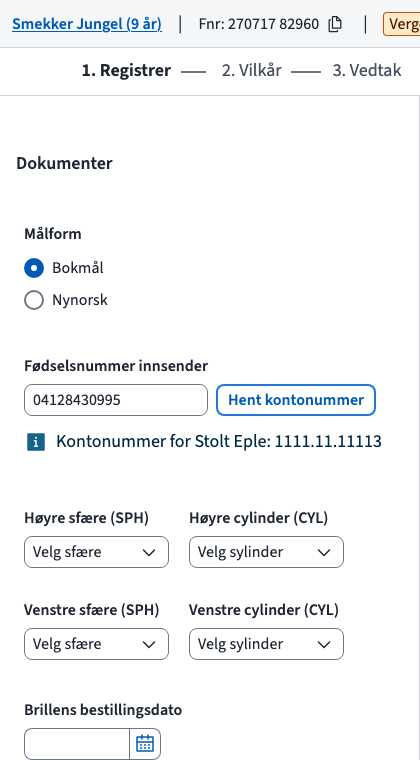 Smekker Jungel (9 år) | Fnr: 270717 82960 | Verg
1. Registrer — 2. Vilkår — 3. Vedtak
Dokumenter
Målform
Bokmål
Nynorsk
Fødselsnummer innsender
04128430995 Hent kontonummer
Kontonummer for Stolt Eple: 1111.11.11113
Høyre sfære (SPH) Høyre cylinder (CYL)
Velg sfære Velg sylinder
Venstre sfære (SPH) Venstre cylinder (CYL)
Velg sfære Velg sylinder
Brillens bestillingsdato